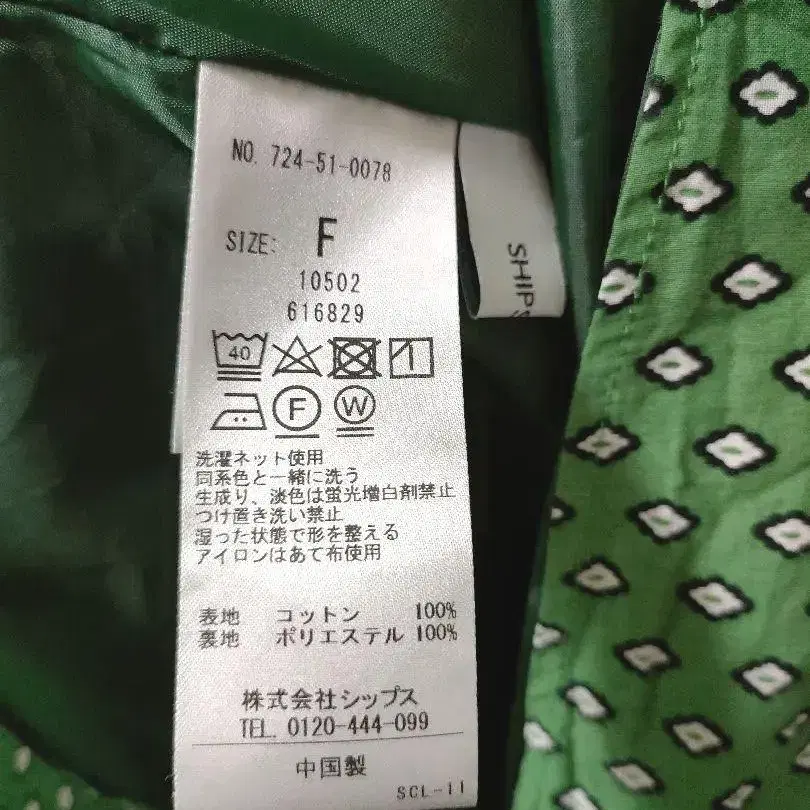 NO. 724-51-0078
SIZE: F
10502
616829
40
F W
洗濯ネット使用
同系色と一緒に洗う
生成り、淡色は蛍光増白剤禁止
つけ置き洗い禁止
湿った状態で形を整える
アイロンはあて布使用
表地 コットン 100%
裏地 ポリエステル 100%
株式会社シップス
TEL. 0120-444-099
中国製
SCL-11
SHIPS